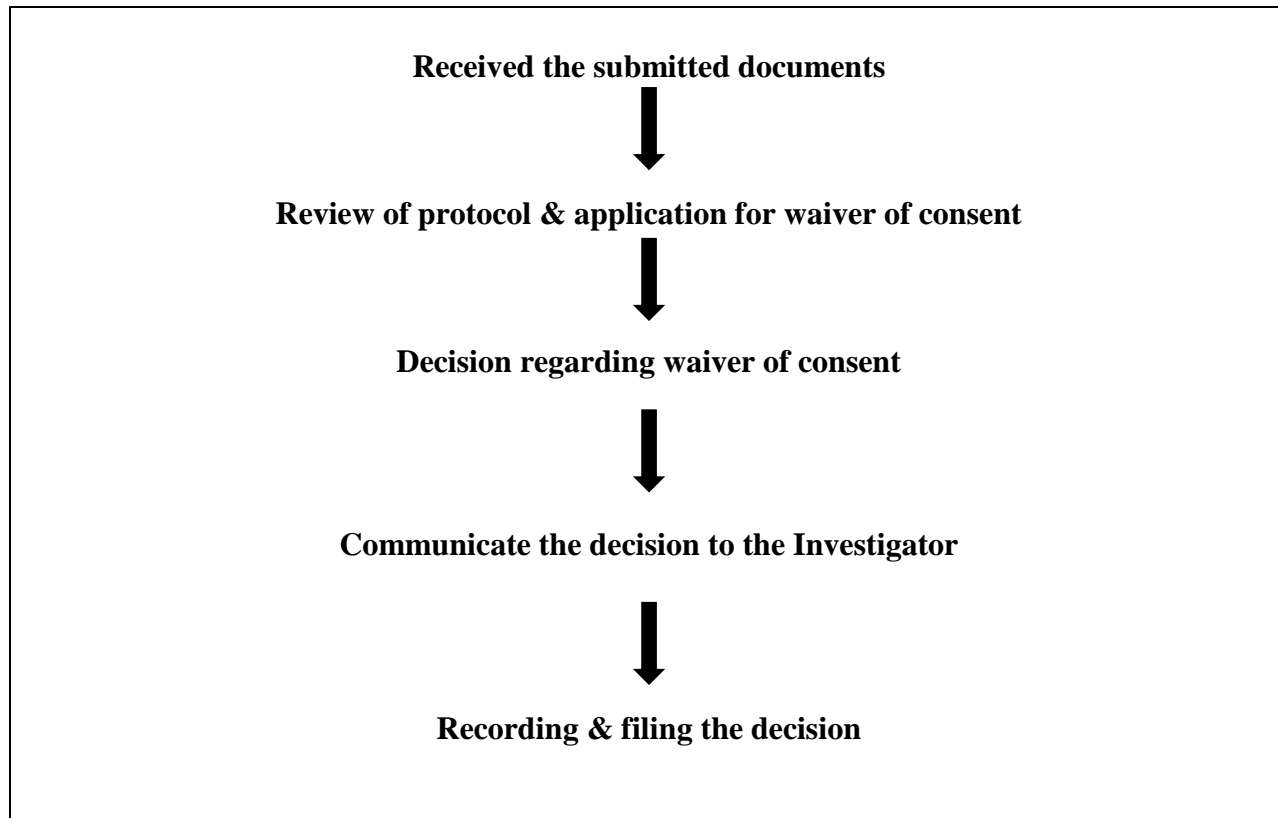 Received the submitted documents
Review of protocol & application for waiver of consent
Decision regarding waiver of consent
Communicate the decision to the Investigator
Recording & filing the decision